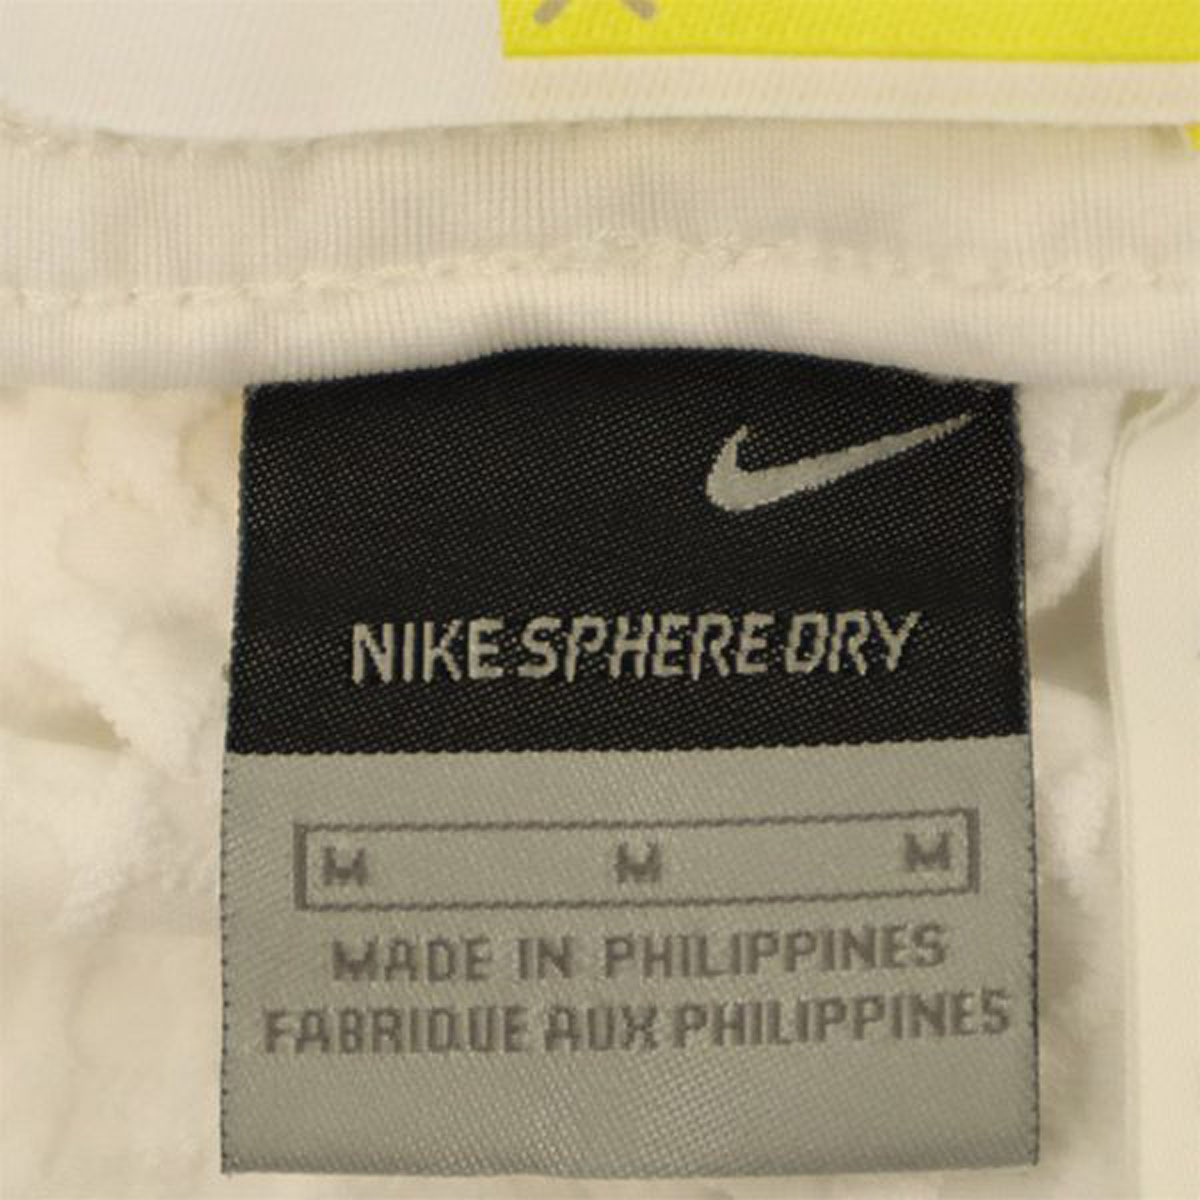 NIKE SPHERE DRY
M M M
MADE IN PHILIPPINES
FABRIQUE AUX PHILIPPINES